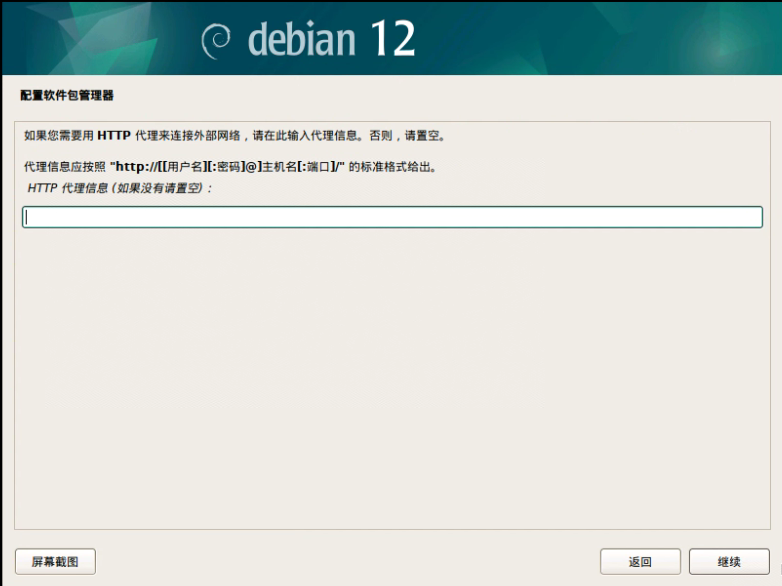 debian 12
配置软件包管理器
如果您需要用 HTTP 代理来连接外部网络，请在此输入代理信息。否则，请置空。
代理信息应按照 "http://[[用户名][:密码]@]主机名[:端口]/" 的标准格式给出。
HTTP 代理信息 (如果没有请置空)：
屏幕截图
返回
继续